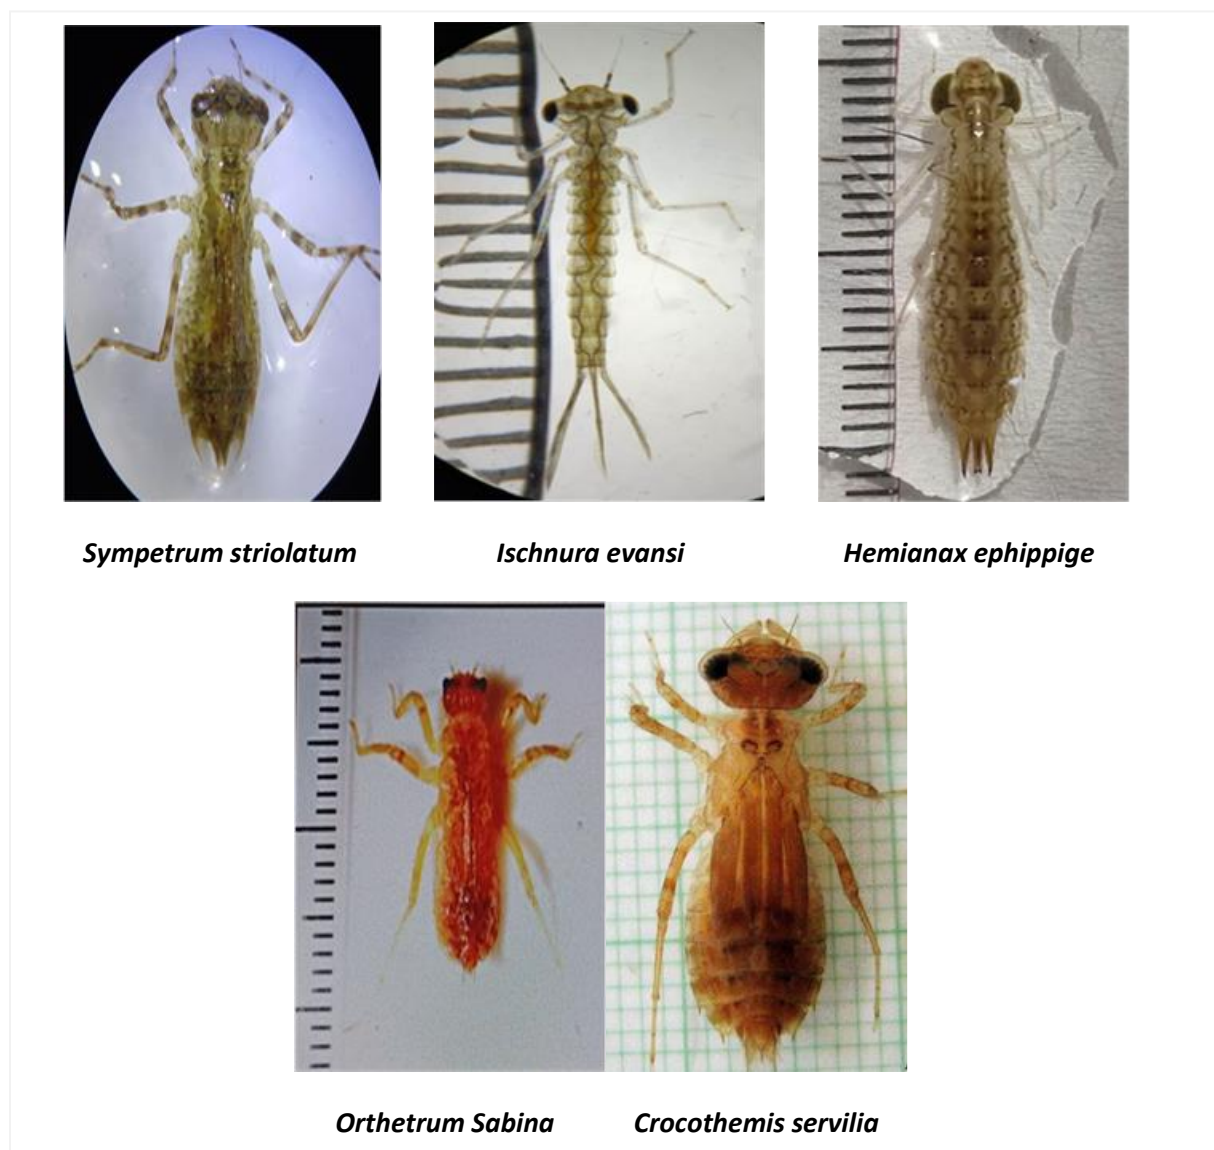 Sympetrum striolatum
Ischnura evansi
Hemianax ephippige
Orthetrum Sabina
Crocothemis servilia